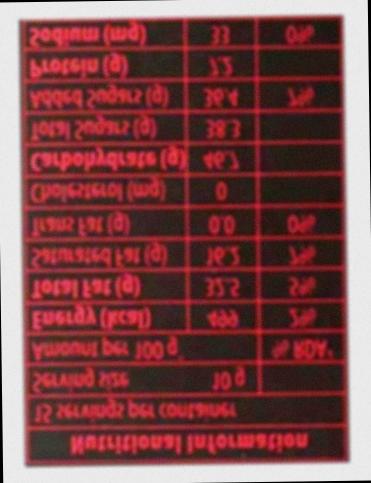 Nutritional Information
15 servings per container
Serving size 10 g
Amount per 100 g % RDA*
Energy (kcal) 499 2%
Total Fat (g) 32.5 5%
Saturated Fat (g) 16.2 7%
Trans Fat (g) 0.0 0%
Cholesterol (mg) 0
Carbohydrate (g) 46.7
Total Sugars (g) 38.3
Added Sugars (g) 36.4 7%
Protein (g) 7.2
Sodium (mg) 33 0%